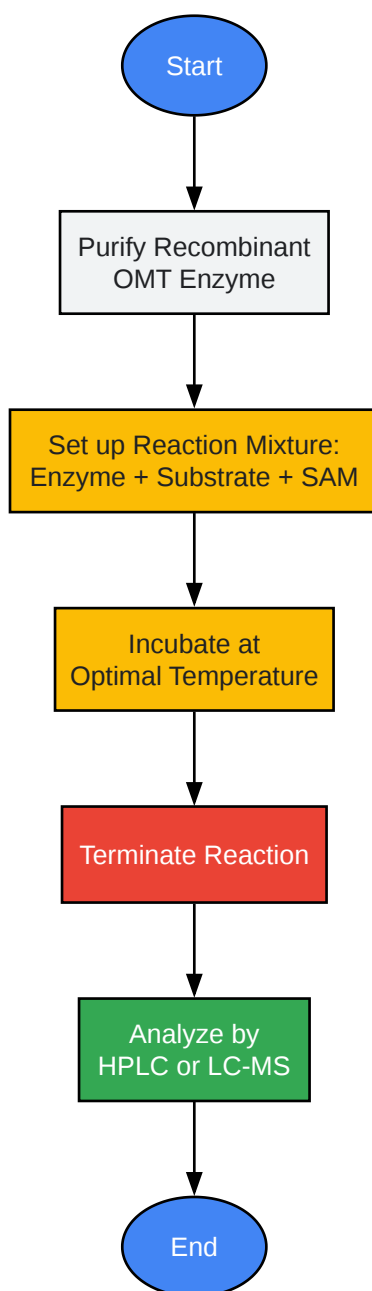 Start
Purify Recombinant
OMT Enzyme
Set up Reaction Mixture:
Enzyme + Substrate + SAM
Incubate at
Optimal Temperature
Terminate Reaction
Analyze by
HPLC or LC-MS
End